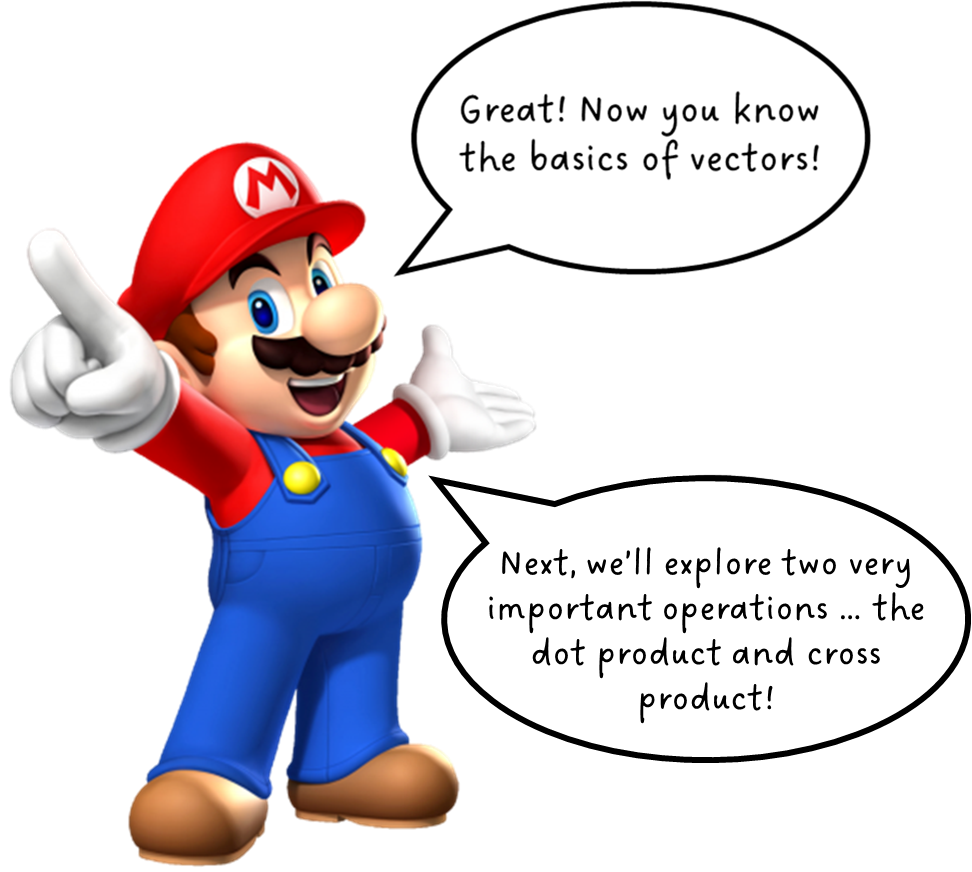 M
Great! Now you know
the basics of vectors!
Next, we'll explore two very
important operations ... the
dot product and cross
product!